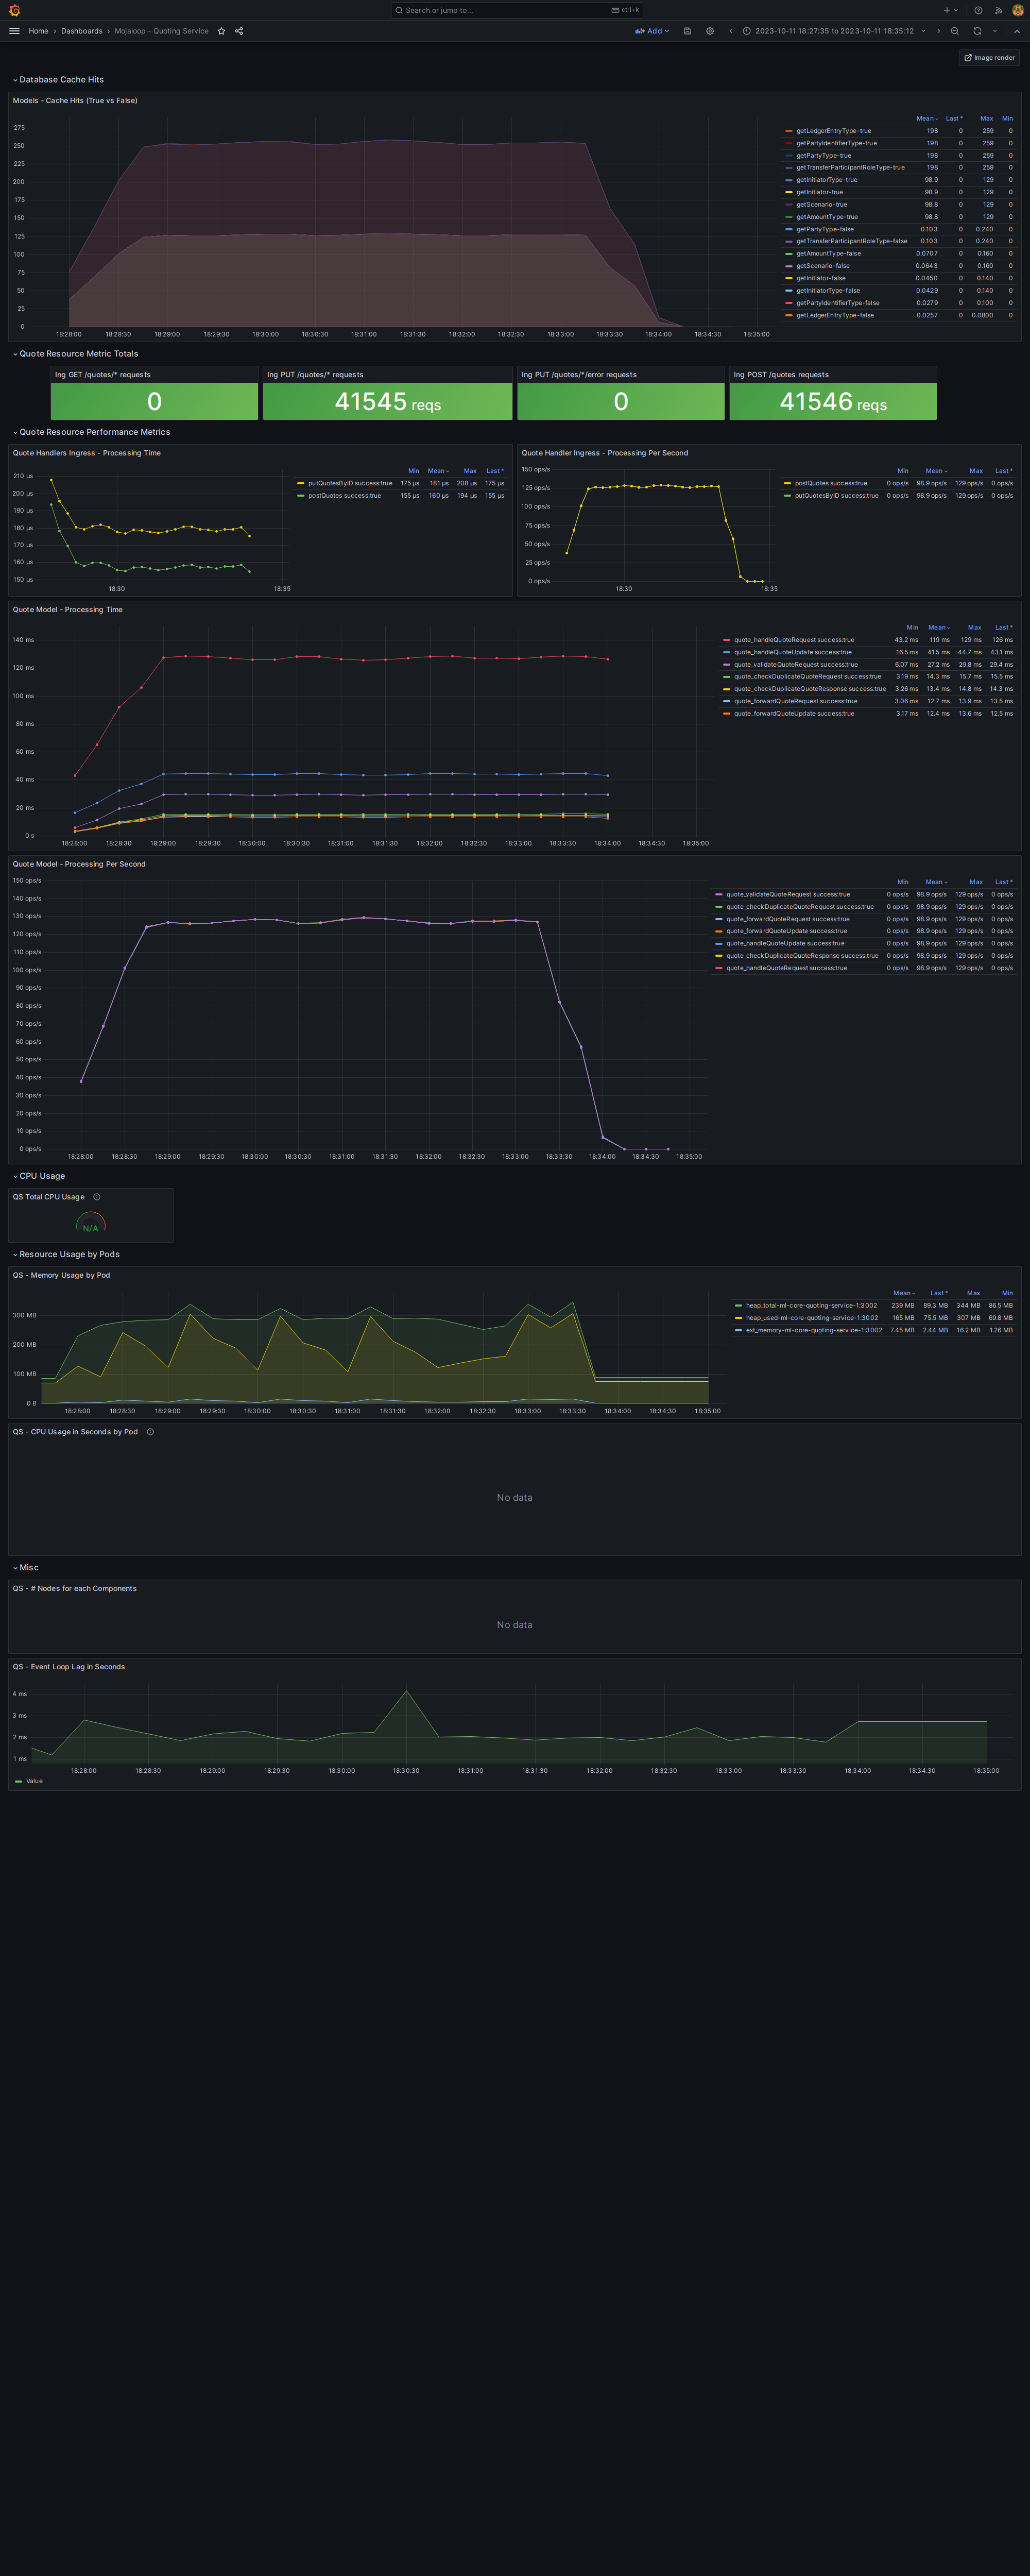 Search or jump to...
ctrl+k
Home › Dashboards › Mojaloop - Quoting Service
Add
2023-10-11 18:27:35 to 2023-10-11 18:35:12
Image render
Database Cache Hits
Models - Cache Hits (True vs False)
275
250
225
200
175
150
125
100
75
50
25
0
18:28:00 18:28:30 18:29:00 18:29:30 18:30:00 18:30:30 18:31:00 18:31:30 18:32:00 18:32:30 18:33:00 18:33:30 18:34:00 18:34:30 18:35:00
Mean Last * Max Min
getLedgerEntryType-true 198 0 259 0
getPartyIdentifierType-true 198 0 259 0
getPartyType-true 198 0 259 0
getTransferParticipantRoleType-true 198 0 259 0
getInitiatorType-true 98.9 0 129 0
getInitiator-true 98.9 0 129 0
getScenario-true 98.8 0 129 0
getAmountType-true 98.8 0 129 0
getPartyType-false 0.103 0 0.240 0
getTransferParticipantRoleType-false 0.103 0 0.240 0
getAmountType-false 0.0707 0 0.160 0
getScenario-false 0.0643 0 0.160 0
getInitiator-false 0.0450 0 0.140 0
getInitiatorType-false 0.0429 0 0.140 0
getPartyIdentifierType-false 0.0279 0 0.100 0
getLedgerEntryType-false 0.0257 0 0.0800 0
Quote Resource Metric Totals
Ing GET /quotes/* requests
0
Ing PUT /quotes/* requests
41545 reqs
Ing PUT /quotes/*/error requests
0
Ing POST /quotes requests
41546 reqs
Quote Resource Performance Metrics
Quote Handlers Ingress - Processing Time
210 µs
200 µs
190 µs
180 µs
170 µs
160 µs
150 µs
18:30 18:35
Min Mean Max Last *
putQuotesByID success:true 175 µs 181 µs 208 µs 175 µs
postQuotes success:true 155 µs 160 µs 194 µs 155 µs
Quote Handler Ingress - Processing Per Second
150 ops/s
125 ops/s
100 ops/s
75 ops/s
50 ops/s
25 ops/s
0 ops/s
18:30 18:35
Min Mean Max Last *
postQuotes success:true 0 ops/s 98.9 ops/s 129 ops/s 0 ops/s
putQuotesByID success:true 0 ops/s 98.9 ops/s 129 ops/s 0 ops/s
Quote Model - Processing Time
140 ms
120 ms
100 ms
80 ms
60 ms
40 ms
20 ms
0 s
18:28:00 18:28:30 18:29:00 18:29:30 18:30:00 18:30:30 18:31:00 18:31:30 18:32:00 18:32:30 18:33:00 18:33:30 18:34:00 18:34:30 18:35:00
Min Mean Max Last *
quote_handleQuoteRequest success:true 43.2 ms 119 ms 129 ms 126 ms
quote_handleQuoteUpdate success:true 16.5 ms 41.5 ms 44.7 ms 43.1 ms
quote_validateQuoteRequest success:true 6.07 ms 27.2 ms 29.8 ms 29.4 ms
quote_checkDuplicateQuoteRequest success:true 3.19 ms 14.3 ms 15.7 ms 15.5 ms
quote_checkDuplicateQuoteResponse success:true 3.26 ms 13.4 ms 14.8 ms 14.3 ms
quote_forwardQuoteRequest success:true 3.06 ms 12.7 ms 13.9 ms 13.5 ms
quote_forwardQuoteUpdate success:true 3.17 ms 12.4 ms 13.6 ms 12.5 ms
Quote Model - Processing Per Second
150 ops/s
140 ops/s
130 ops/s
120 ops/s
110 ops/s
100 ops/s
90 ops/s
80 ops/s
70 ops/s
60 ops/s
50 ops/s
40 ops/s
30 ops/s
20 ops/s
10 ops/s
0 ops/s
18:28:00 18:28:30 18:29:00 18:29:30 18:30:00 18:30:30 18:31:00 18:31:30 18:32:00 18:32:30 18:33:00 18:33:30 18:34:00 18:34:30 18:35:00
Min Mean Max Last *
quote_validateQuoteRequest success:true 0 ops/s 98.9 ops/s 129 ops/s 0 ops/s
quote_checkDuplicateQuoteRequest success:true 0 ops/s 98.9 ops/s 129 ops/s 0 ops/s
quote_forwardQuoteRequest success:true 0 ops/s 98.9 ops/s 129 ops/s 0 ops/s
quote_forwardQuoteUpdate success:true 0 ops/s 98.9 ops/s 129 ops/s 0 ops/s
quote_handleQuoteUpdate success:true 0 ops/s 98.9 ops/s 129 ops/s 0 ops/s
quote_checkDuplicateQuoteResponse success:true 0 ops/s 98.9 ops/s 129 ops/s 0 ops/s
quote_handleQuoteRequest success:true 0 ops/s 98.9 ops/s 129 ops/s 0 ops/s
CPU Usage
QS Total CPU Usage
N/A
Resource Usage by Pods
QS - Memory Usage by Pod
300 MB
200 MB
100 MB
0 B
18:28:00 18:28:30 18:29:00 18:29:30 18:30:00 18:30:30 18:31:00 18:31:30 18:32:00 18:32:30 18:33:00 18:33:30 18:34:00 18:34:30 18:35:00
Mean Last * Max Min
heap_total-ml-core-quoting-service-1:3002 239 MB 89.3 MB 344 MB 86.5 MB
heap_used-ml-core-quoting-service-1:3002 165 MB 75.5 MB 307 MB 69.8 MB
ext_memory-ml-core-quoting-service-1:3002 7.45 MB 2.44 MB 16.2 MB 1.26 MB
QS - CPU Usage in Seconds by Pod
No data
Misc
QS - # Nodes for each Components
No data
QS - Event Loop Lag in Seconds
4 ms
3 ms
2 ms
1 ms
18:28:00 18:28:30 18:29:00 18:29:30 18:30:00 18:30:30 18:31:00 18:31:30 18:32:00 18:32:30 18:33:00 18:33:30 18:34:00 18:34:30 18:35:00
Value